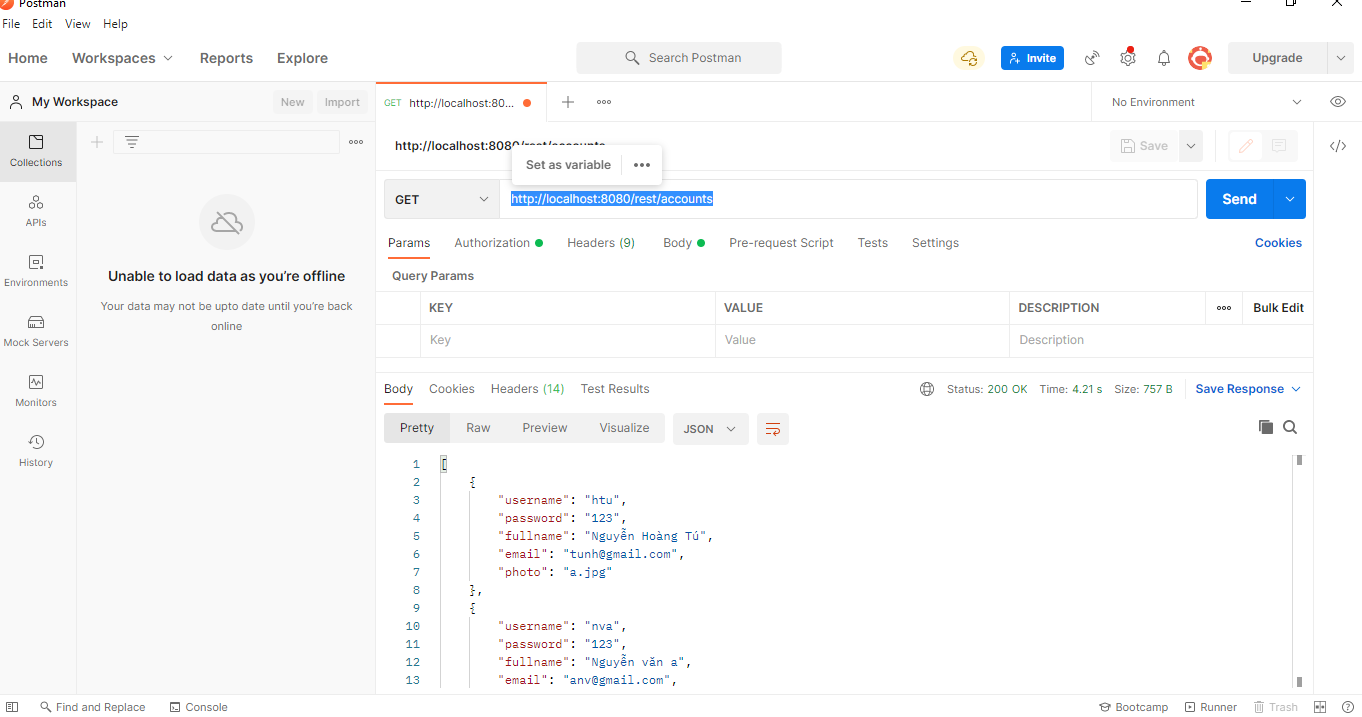 Postman
File Edit View Help
Home Workspaces Reports Explore Search Postman Invite Upgrade
My Workspace New Import GET http://localhost:80... No Environment
Collections
APIs
Environments
Mock Servers
Monitors
History
Unable to load data as you're offline
Your data may not be upto date until you're back
online
http://localhost:8080/rest/accounts Save
Set as variable
GET http://localhost:8080/rest/accounts Send
Params Authorization Headers (9) Body Pre-request Script Tests Settings Cookies
Query Params
KEY VALUE DESCRIPTION Bulk Edit
Key Value Description
Body Cookies Headers (14) Test Results Status: 200 OK Time: 4.21 s Size: 757 B Save Response
Pretty Raw Preview Visualize JSON
1 [
2 {
3 "username": "htu",
4 "password": "123",
5 "fullname": "Nguyễn Hoàng Tú",
6 "email": "tunh@gmail.com",
7 "photo": "a.jpg"
8 },
9 {
10 "username": "nva",
11 "password": "123",
12 "fullname": "Nguyễn văn a",
13 "email": "anv@gmail.com",
Find and Replace Console Bootcamp Runner Trash